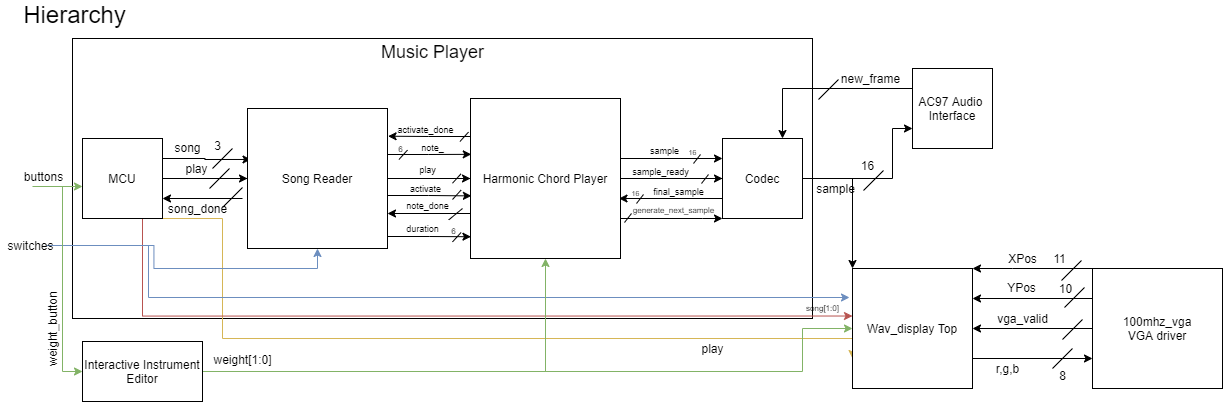 Hierarchy
Music Player
new_frame
AC97 Audio
Interface
activate_done
song
3
6
note_
sample
16
play
MCU
Song Reader
play
Harmonic Chord Player
sample_ready
Codec
16
buttons
activate
16
final_sample
sample
song_done
note_done
generate_next_sample
duration
6
switches
XPos
11
YPos
10
song[1:0]
vga_valid
100mhz_vga
VGA driver
Wav_display Top
weight_button
play
Interactive Instrument
Editor
weight[1:0]
r,g,b
8